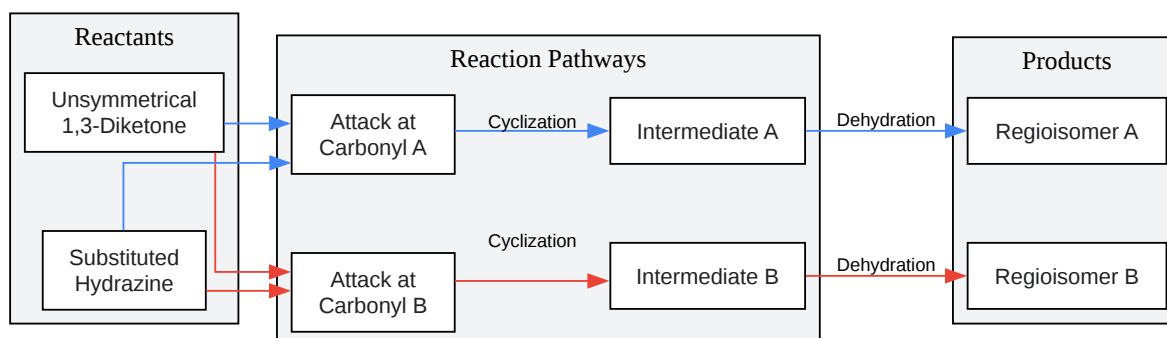 Reactants
Unsymmetrical
1,3-Diketone
Substituted
Hydrazine
Reaction Pathways
Attack at
Carbonyl A
Cyclization
Intermediate A
Dehydration
Attack at
Carbonyl B
Cyclization
Intermediate B
Dehydration
Products
Regioisomer A
Regioisomer B